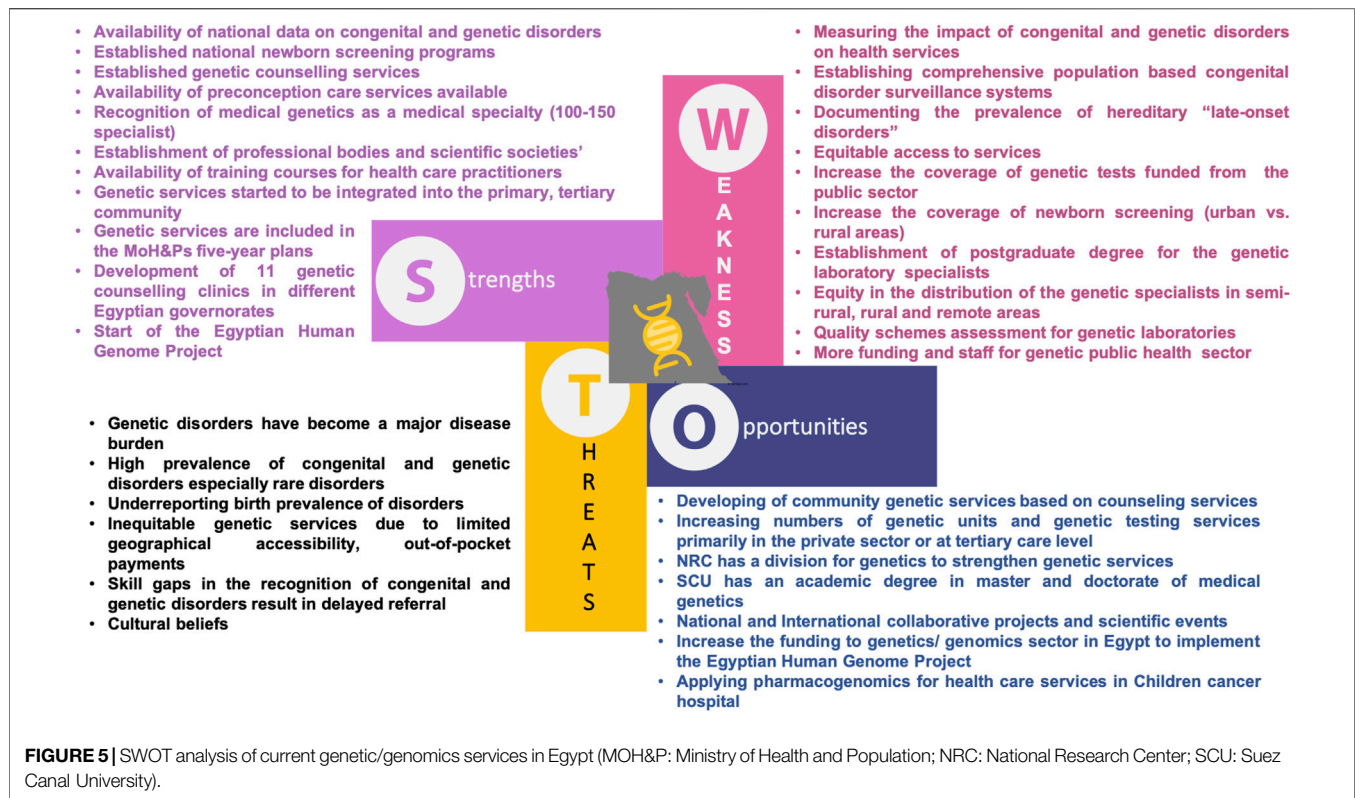 • Availability of national data on congenital and genetic disorders
• Established national newborn screening programs
• Established genetic counselling services
• Availability of preconception care services available
• Recognition of medical genetics as a medical specialty (100-150
specialist)
• Establishment of professional bodies and scientific societies’
• Availability of training courses for health care practitioners
• Genetic services started to be integrated into the primary, tertiary
community
• Genetic services are included in
the MoH&Ps five-year plans
• Development of 11 genetic
counselling clinics in different
Egyptian governorates
• Start of the Egyptian Human
Genome Project
Strengths
WEAKNESS
• Measuring the impact of congenital and genetic disorders
on health services
• Establishing comprehensive population based congenital
disorder surveillance systems
• Documenting the prevalence of hereditary “late-onset
disorders”
• Equitable access to services
• Increase the coverage of genetic tests funded from the
public sector
• Increase the coverage of newborn screening (urban vs.
rural areas)
• Establishment of postgraduate degree for the genetic
laboratory specialists
• Equity in the distribution of the genetic specialists in semi-
rural, rural and remote areas
• Quality schemes assessment for genetic laboratories
• More funding and staff for genetic public health sector
• Genetic disorders have become a major disease
burden
• High prevalence of congenital and genetic
disorders especially rare disorders
• Underreporting birth prevalence of disorders
• Inequitable genetic services due to limited
geographical accessibility, out-of-pocket
payments
• Skill gaps in the recognition of congenital and
genetic disorders result in delayed referral
• Cultural beliefs
THREATS
Opportunities
• Developing of community genetic services based on counseling services
• Increasing numbers of genetic units and genetic testing services
primarily in the private sector or at tertiary care level
• NRC has a division for genetics to strengthen genetic services
• SCU has an academic degree in master and doctorate of medical
genetics
• National and International collaborative projects and scientific events
• Increase the funding to genetics/ genomics sector in Egypt to implement
the Egyptian Human Genome Project
• Applying pharmacogenomics for health care services in Children cancer
hospital
FIGURE 5 | SWOT analysis of current genetic/genomics services in Egypt (MOH&P: Ministry of Health and Population; NRC: National Research Center; SCU: Suez
Canal University).